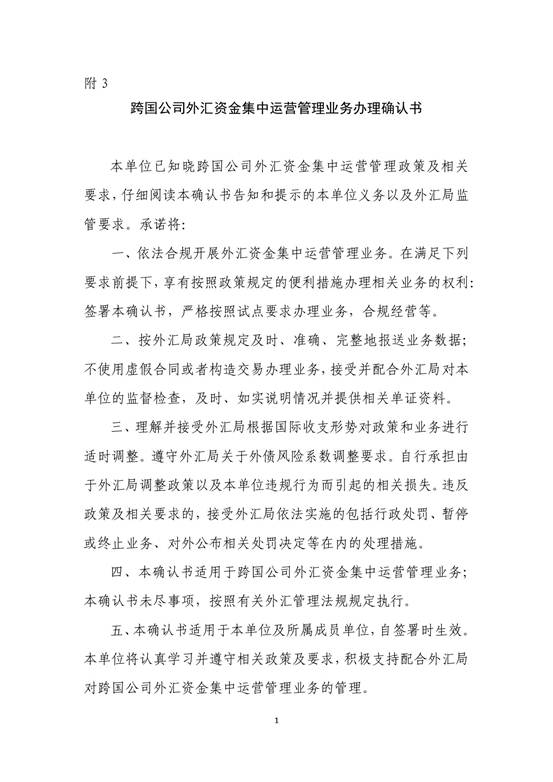 附 3
跨国公司外汇资金集中运营管理业务办理确认书
本单位已知晓跨国公司外汇资金集中运营管理政策及相关
要求，仔细阅读本确认书告知和提示的本单位义务以及外汇局监
管要求。承诺将：
一、依法合规开展外汇资金集中运营管理业务。在满足下列
要求前提下，享有按照政策规定的便利措施办理相关业务的权利：
签署本确认书，严格按照试点要求办理业务，合规经营等。
二、按外汇局政策规定及时、准确、完整地报送业务数据；
不使用虚假合同或者构造交易办理业务，接受并配合外汇局对本
单位的监督检查，及时、如实说明情况并提供相关单证资料。
三、理解并接受外汇局根据国际收支形势对政策和业务进行
适时调整。遵守外汇局关于外债风险系数调整要求。自行承担由
于外汇局调整政策以及本单位违规行为而引起的相关损失。违反
政策及相关要求的，接受外汇局依法实施的包括行政处罚、暂停
或终止业务、对外公布相关处罚决定等在内的处理措施。
四、本确认书适用于跨国公司外汇资金集中运营管理业务；
本确认书未尽事项，按照有关外汇管理法规规定执行。
五、本确认书适用于本单位及所属成员单位，自签署时生效。
本单位将认真学习并遵守相关政策及要求，积极支持配合外汇局
对跨国公司外汇资金集中运营管理业务的管理。
1